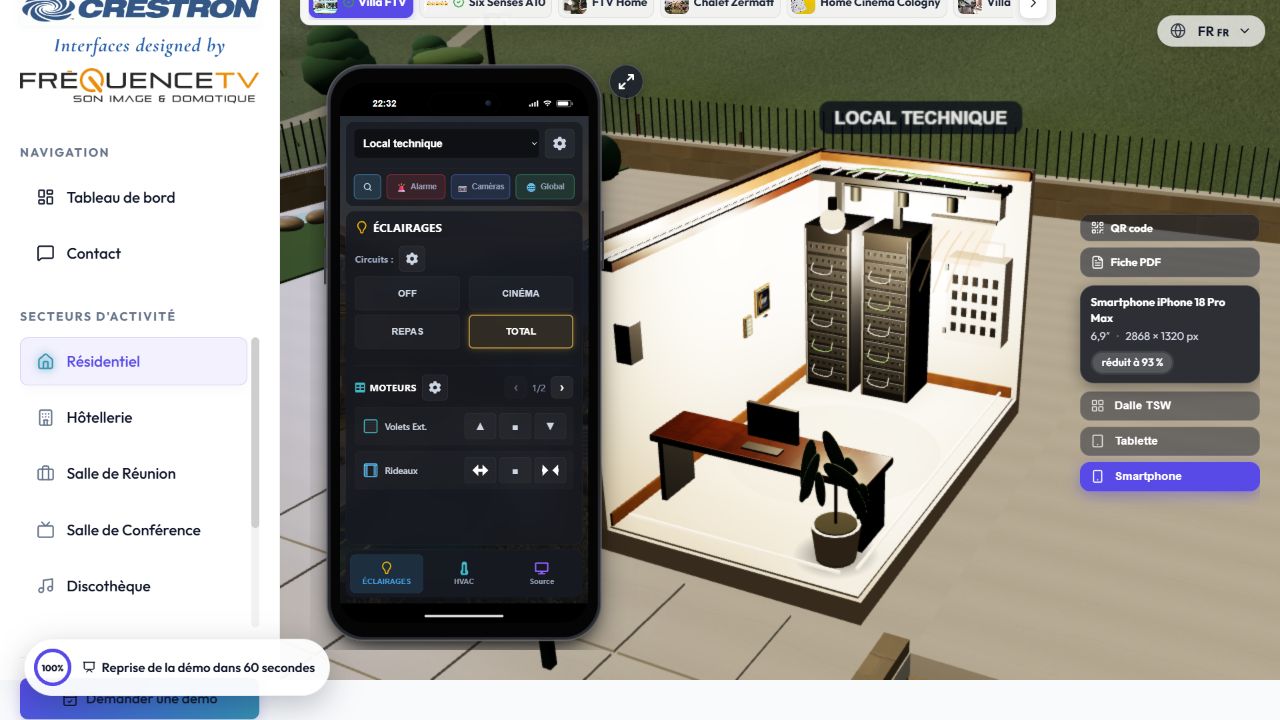 CRESTRON
Interfaces designed by
FRÉQUENCETV
SON IMAGE & DOMOTIQUE
NAVIGATION
Tableau de bord
Contact
SECTEURS D'ACTIVITÉ
Résidentiel
Hôtellerie
Salle de Réunion
Salle de Conférence
Discothèque
100%
Reprise de la démo dans 60 secondes
Demander une démo
Villa FTV
Six Senses A10
FTV Home
Chalet Zermatt
Home Cinema Cologny
Villa
FR FR
22:32
Local technique
Alarme
Caméras
Global
ÉCLAIRAGES
Circuits :
OFF
CINÉMA
REPAS
TOTAL
MOTEURS
1/2
Volets Ext.
Rideaux
ÉCLAIRAGES
HVAC
Source
LOCAL TECHNIQUE
QR code
Fiche PDF
Smartphone iPhone 18 Pro
Max
6,9″ · 2868 × 1320 px
réduit à 93 %
Dalle TSW
Tablette
Smartphone